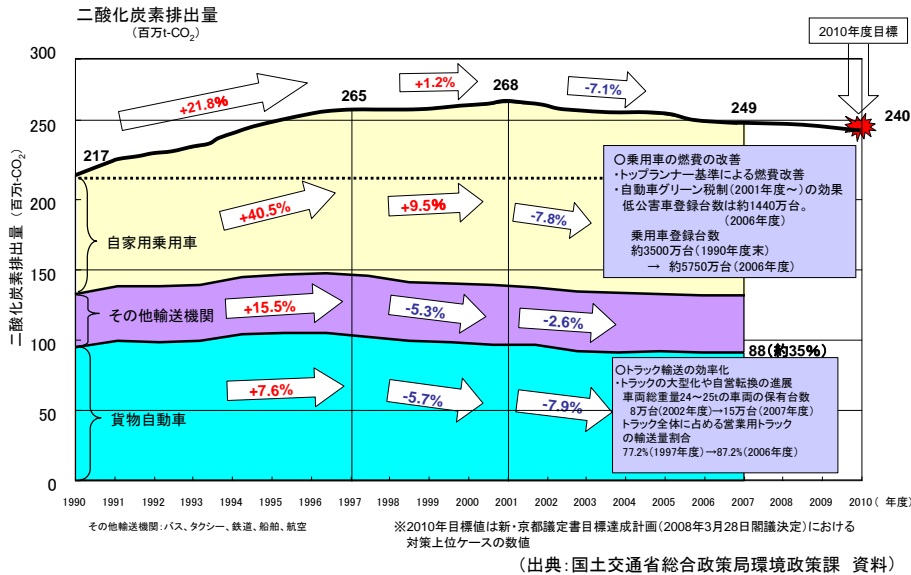 二酸化炭素排出量
(百万t-CO2)
2010年度目標
300
250
200
150
100
50
0
二酸化炭素排出量 (百万t-CO2)
217
265
268
249
240
+21.8%
+1.2%
-7.1%
+40.5%
+9.5%
-7.8%
+15.5%
-5.3%
-2.6%
+7.6%
-5.7%
-7.9%
自家用乗用車
その他輸送機関
貨物自動車
88(約35%)
○乗用車の燃費の改善
・トップランナー基準による燃費改善
・自動車グリーン税制(2001年度~)の効果
低公害車登録台数は約1440万台。
(2006年度)
乗用車登録台数
約3500万台(1990年度末)
→ 約5750万台(2006年度)
○トラック輸送の効率化
・トラックの大型化や自営転換の進展
車両総重量24~25tの車両の保有台数
8万台(2002年度)→15万台(2007年度)
トラック全体に占める営業用トラック
の輸送量割合
77.2%(1997年度)→87.2%(2006年度)
1990 1991 1992 1993 1994 1995 1996 1997 1998 1999 2000 2001 2002 2003 2004 2005 2006 2007 2008 2009 2010 ( 年度)
その他輸送機関:バス、タクシー、鉄道、船舶、航空
※2010年目標値は新・京都議定書目標達成計画(2008年3月28日閣議決定)における
対策上位ケースの数値
(出典:国土交通省総合政策局環境政策課 資料)